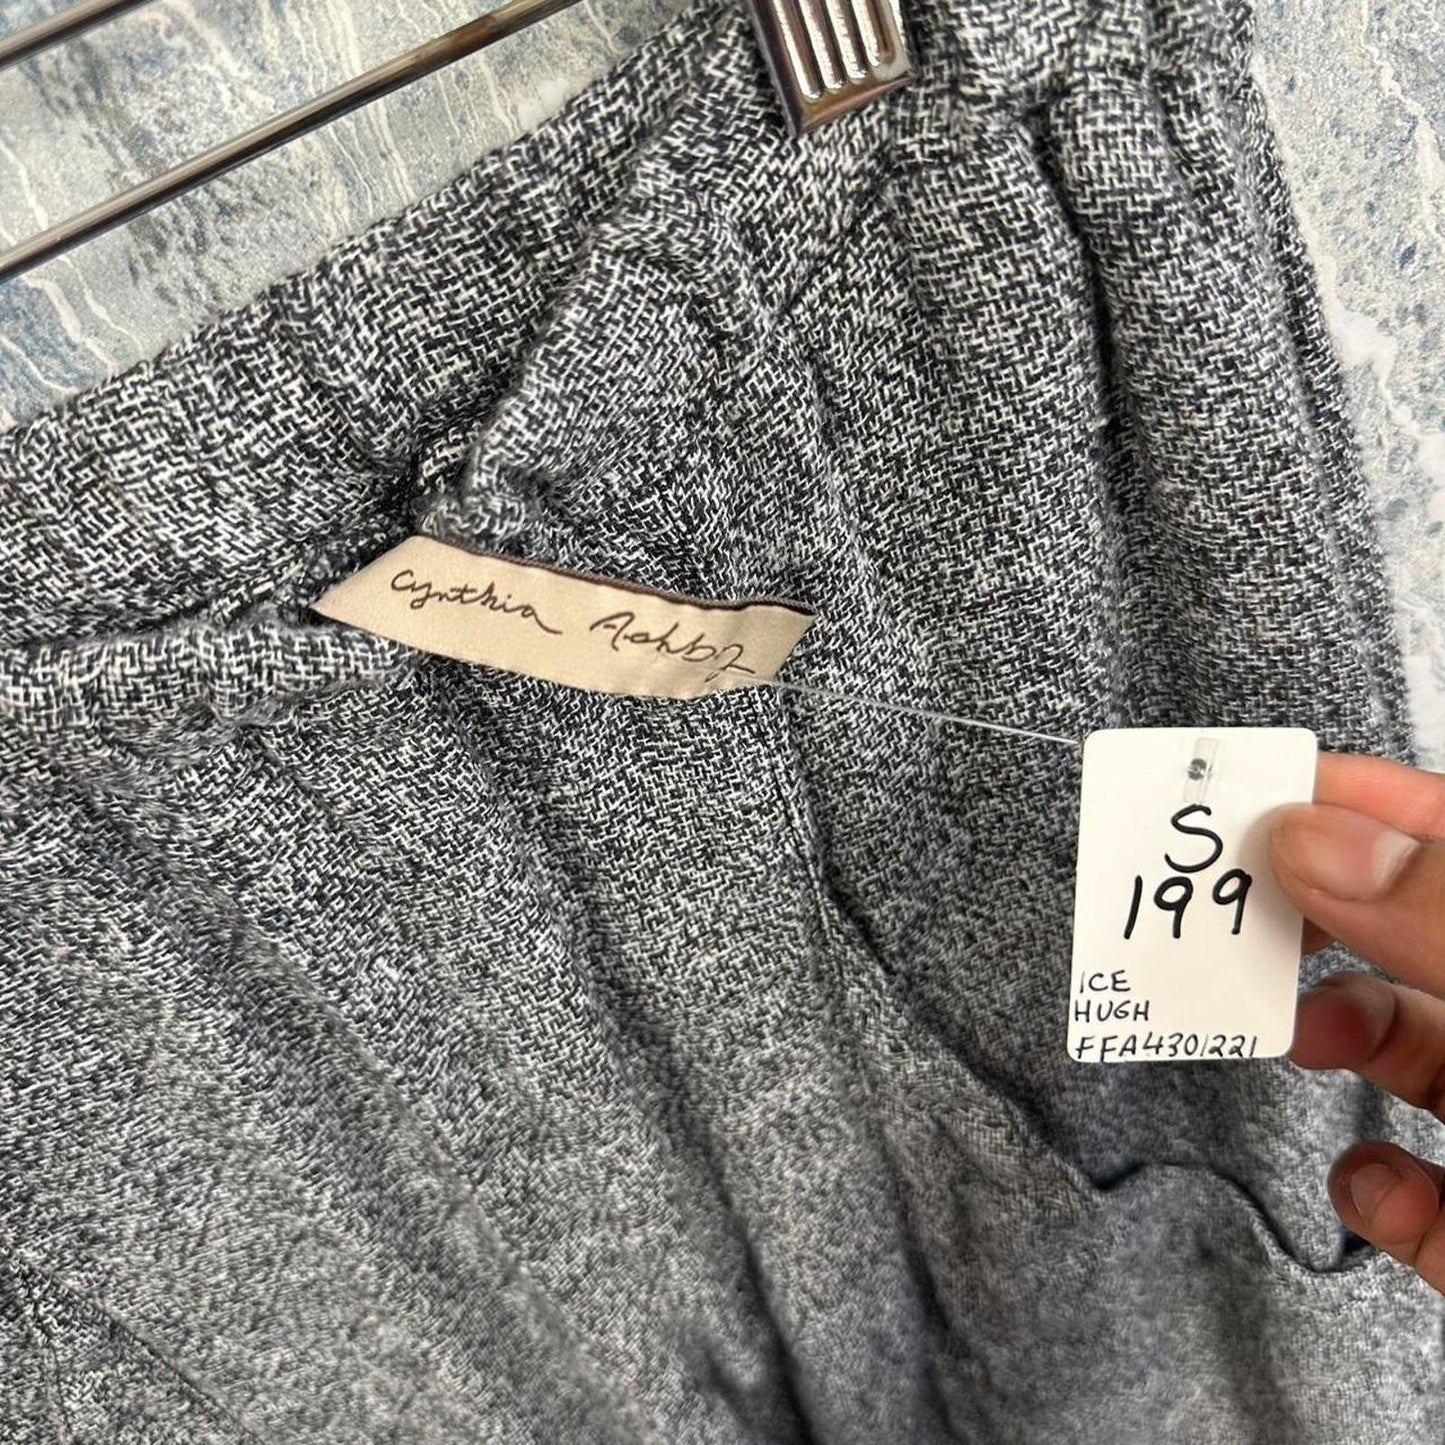 Cynthia Ashby
S
199
ICE
HUGH
FFA4301221